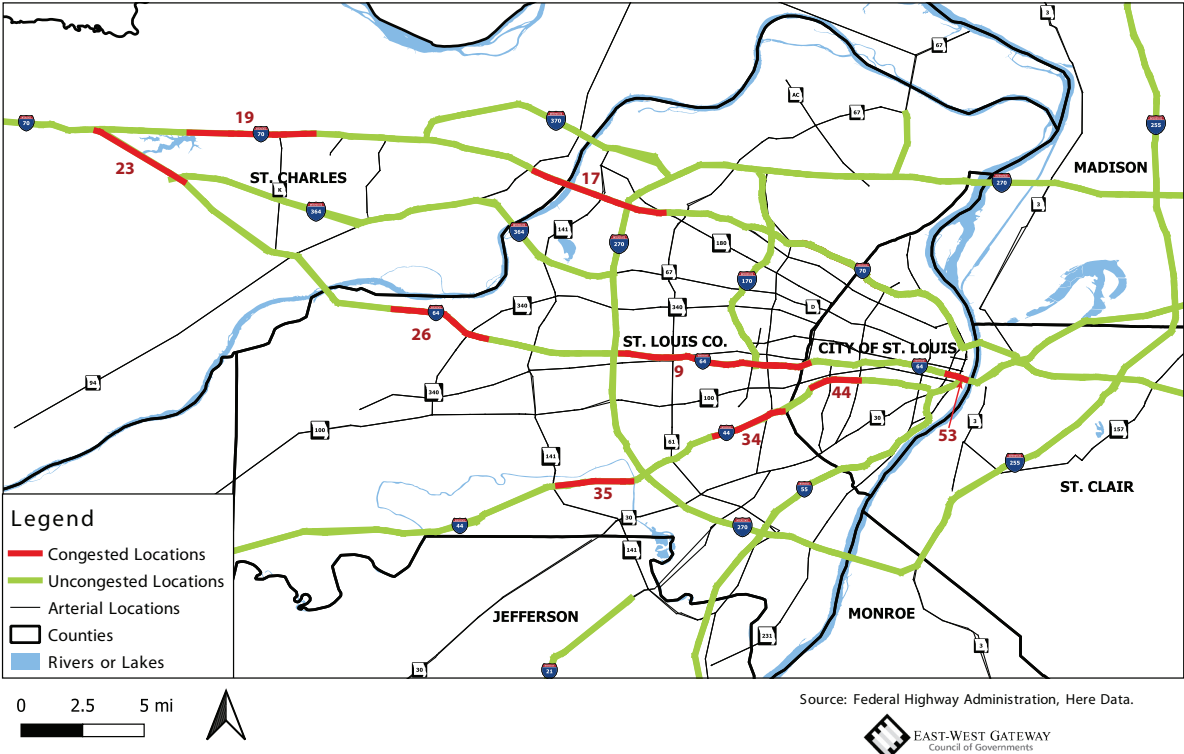 3
67
AC
67
70
19
70
370
255
23
ST. CHARLES
K
17
MADISON
270
364
3
364
141
270
180
67
170
70
340
340
D
64
26
ST. LOUIS CO.
CITY OF ST. LOUIS
64
64
9
94
340
44
100
100
30
3
53
44
34
61
157
141
255
35
55
ST. CLAIR
30
44
270
141
JEFFERSON
MONROE
231
3
30
21
Legend
Congested Locations
Uncongested Locations
Arterial Locations
Counties
Rivers or Lakes
0 2.5 5 mi
Source: Federal Highway Administration, Here Data.
EAST-WEST GATEWAY
Council of Governments